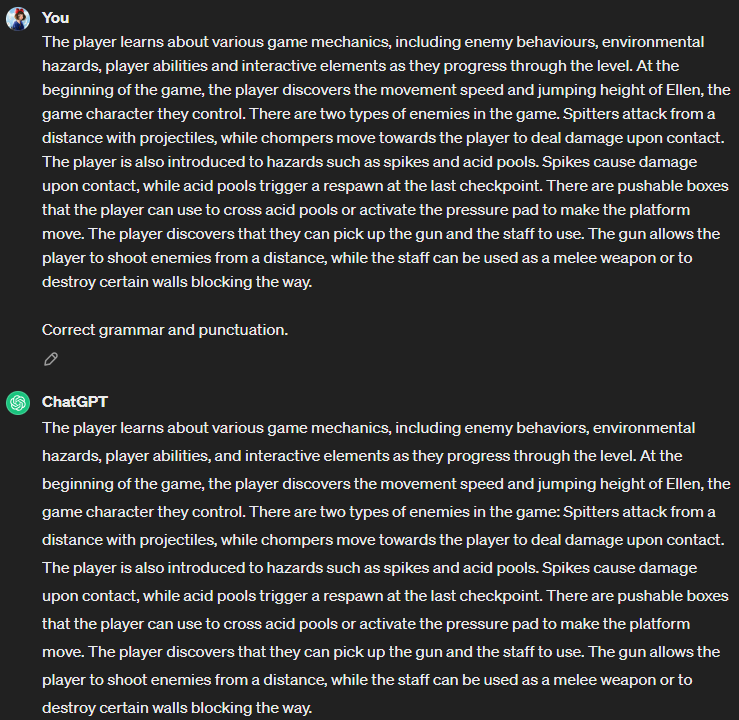 You
The player learns about various game mechanics, including enemy behaviours, environmental
hazards, player abilities and interactive elements as they progress through the level. At the
beginning of the game, the player discovers the movement speed and jumping height of Ellen, the
game character they control. There are two types of enemies in the game. Spitters attack from a
distance with projectiles, while chompers move towards the player to deal damage upon contact.
The player is also introduced to hazards such as spikes and acid pools. Spikes cause damage
upon contact, while acid pools trigger a respawn at the last checkpoint. There are pushable boxes
that the player can use to cross acid pools or activate the pressure pad to make the platform
move. The player discovers that they can pick up the gun and the staff to use. The gun allows the
player to shoot enemies from a distance, while the staff can be used as a melee weapon or to
destroy certain walls blocking the way.
Correct grammar and punctuation.
ChatGPT
The player learns about various game mechanics, including enemy behaviors, environmental
hazards, player abilities, and interactive elements as they progress through the level. At the
beginning of the game, the player discovers the movement speed and jumping height of Ellen, the
game character they control. There are two types of enemies in the game: Spitters attack from a
distance with projectiles, while chompers move towards the player to deal damage upon contact.
The player is also introduced to hazards such as spikes and acid pools. Spikes cause damage
upon contact, while acid pools trigger a respawn at the last checkpoint. There are pushable boxes
that the player can use to cross acid pools or activate the pressure pad to make the platform
move. The player discovers that they can pick up the gun and the staff to use. The gun allows the
player to shoot enemies from a distance, while the staff can be used as a melee weapon or to
destroy certain walls blocking the way.